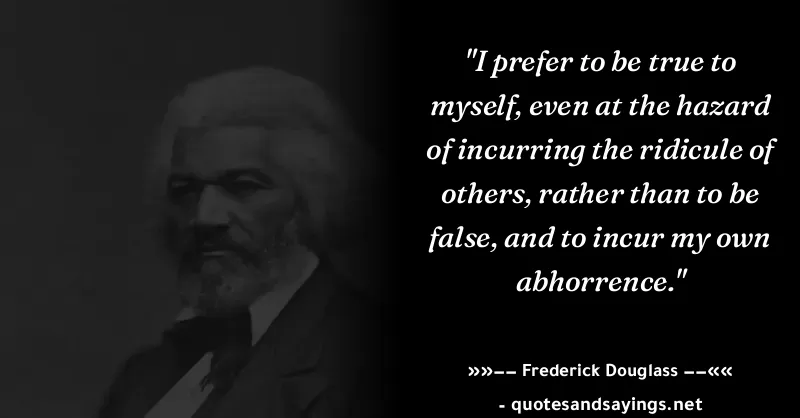 "I prefer to be true to
myself, even at the hazard
of incurring the ridicule of
others, rather than to be
false, and to incur my own
abhorrence."
»»–– Frederick Douglass ––««
- quotesandsayings.net